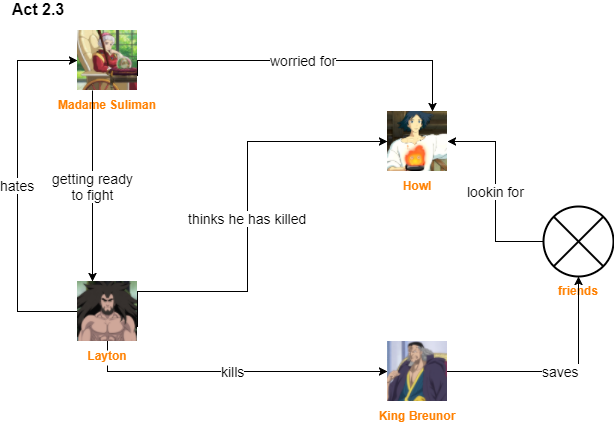 Act 2.3
worried for
Madame Suliman
getting ready
to fight
hates
Howl
lookin for
thinks he has killed
friends
Layton
kills
saves
King Breunor